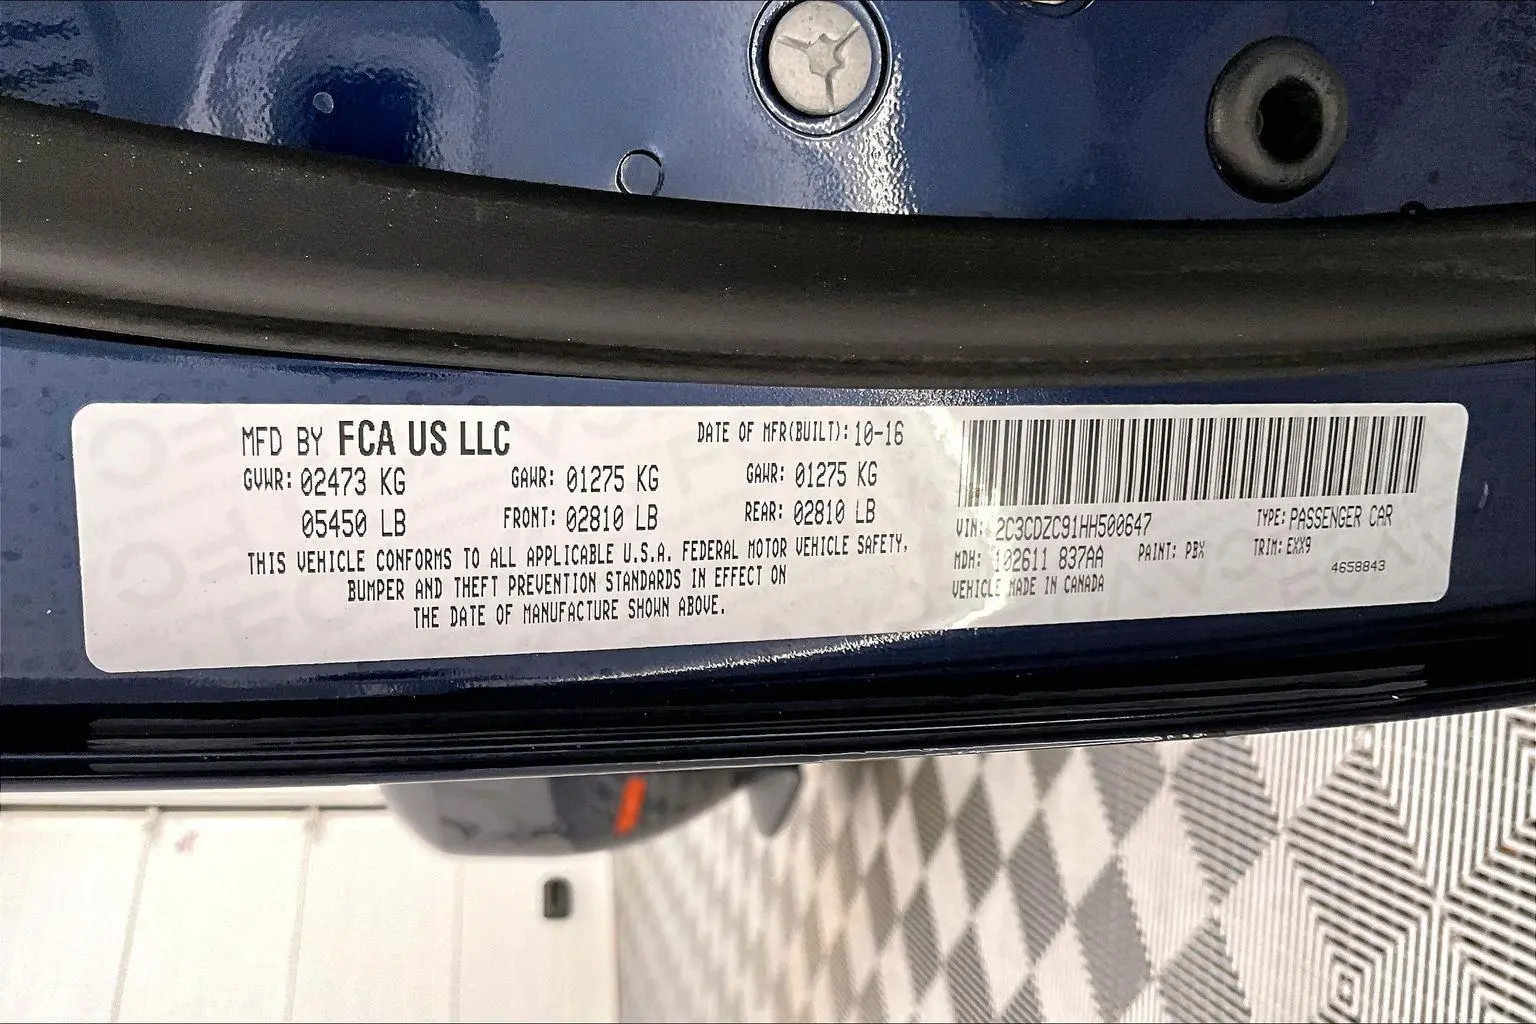 MFD BY FCA US LLC
DATE OF MFR(BUILT): 10-16
GVWR: 02473 KG
GAWR: 01275 KG
GAWR: 01275 KG
05450 LB
FRONT: 02810 LB
REAR: 02810 LB
THIS VEHICLE CONFORMS TO ALL APPLICABLE U.S.A. FEDERAL MOTOR VEHICLE SAFETY,
BUMPER AND THEFT PREVENTION STANDARDS IN EFFECT ON
THE DATE OF MANUFACTURE SHOWN ABOVE.
VIN: 2C3CDZC91HH500647
TYPE: PASSENGER CAR
MDH: 102611 837AA
PAINT: PBX
TRIM: EXX9
VEHICLE MADE IN CANADA
4658843